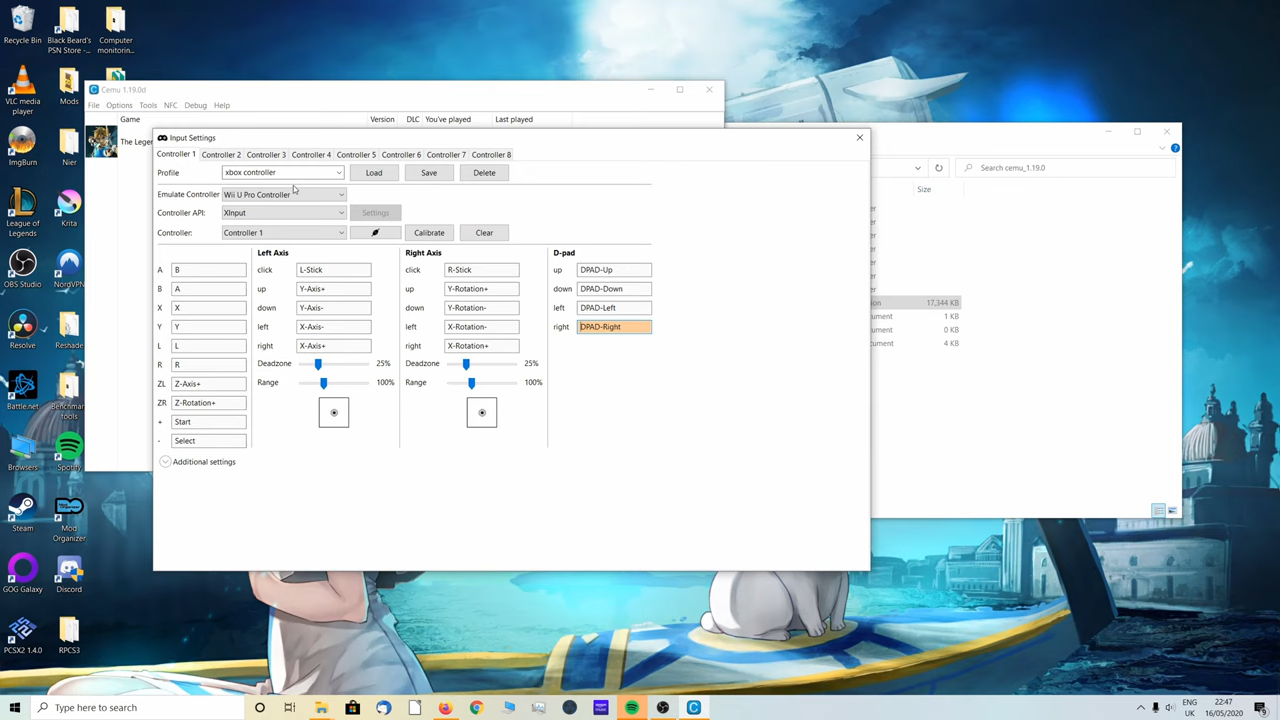 Recycle Bin
Black Beard's
PSN Store -...
Computer
monitorin...
VLC media
player
Mods
ImgBurn
Nier
League of
Legends
Krita
OBS Studio
NordVPN
Resolve
Reshade
Battle.net
Benchmar
tools
Browsers
Spotify
Steam
Mod
Organizer
GOG Galaxy
Discord
PCSX2 1.4.0
RPCS3
Cemu 1.19.0d
File Options Tools NFC Debug Help
Game Version DLC You've played Last played
The Leger
Input Settings
Controller 1 Controller 2 Controller 3 Controller 4 Controller 5 Controller 6 Controller 7 Controller 8
Profile xbox controller Load Save Delete
Emulate Controller Wii U Pro Controller
Controller API: XInput Settings
Controller: Controller 1 Calibrate Clear
Left Axis Right Axis D-pad
A B click L-Stick click R-Stick up DPAD-Up
B A up Y-Axis+ up Y-Rotation+ down DPAD-Down
X X down Y-Axis- down Y-Rotation- left DPAD-Left
Y Y left X-Axis- left X-Rotation- right DPAD-Right
L L right X-Axis+ right X-Rotation+
R R Deadzone 25% Deadzone 25%
ZL Z-Axis+ Range 100% Range 100%
ZR Z-Rotation+
+ Start
- Select
Additional settings
Search cemu_1.19.0
Size
17,344 KB
ocument 1 KB
ocument 0 KB
ocument 4 KB
Type here to search
ENG
UK
22:47
16/05/2020